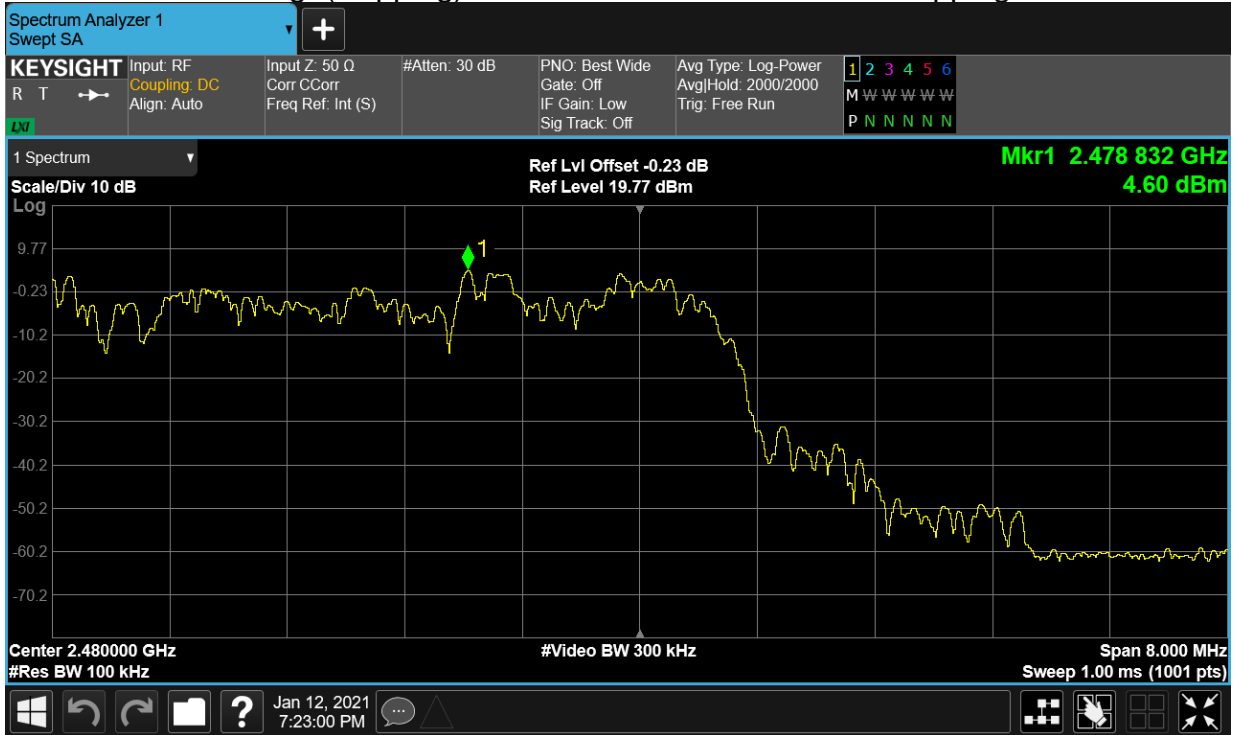 Spectrum Analyzer 1
Swept SA
KEYSIGHT
R T
LXI
Input: RF
Coupling: DC
Align: Auto
Input Z: 50 Ω
Corr CCorr
Freq Ref: Int (S)
#Atten: 30 dB
PNO: Best Wide
Gate: Off
IF Gain: Low
Sig Track: Off
Avg Type: Log-Power
Avg|Hold: 2000/2000
Trig: Free Run
1 2 3 4 5 6
M W W W W W
P N N N N N
1 Spectrum
Scale/Div 10 dB
Log
Ref Lvl Offset -0.23 dB
Ref Level 19.77 dBm
Mkr1 2.478 832 GHz
4.60 dBm
1
9.77
-0.23
-10.2
-20.2
-30.2
-40.2
-50.2
-60.2
-70.2
Center 2.480000 GHz
#Res BW 100 kHz
#Video BW 300 kHz
Span 8.000 MHz
Sweep 1.00 ms (1001 pts)
?
Jan 12, 2021
7:23:00 PM